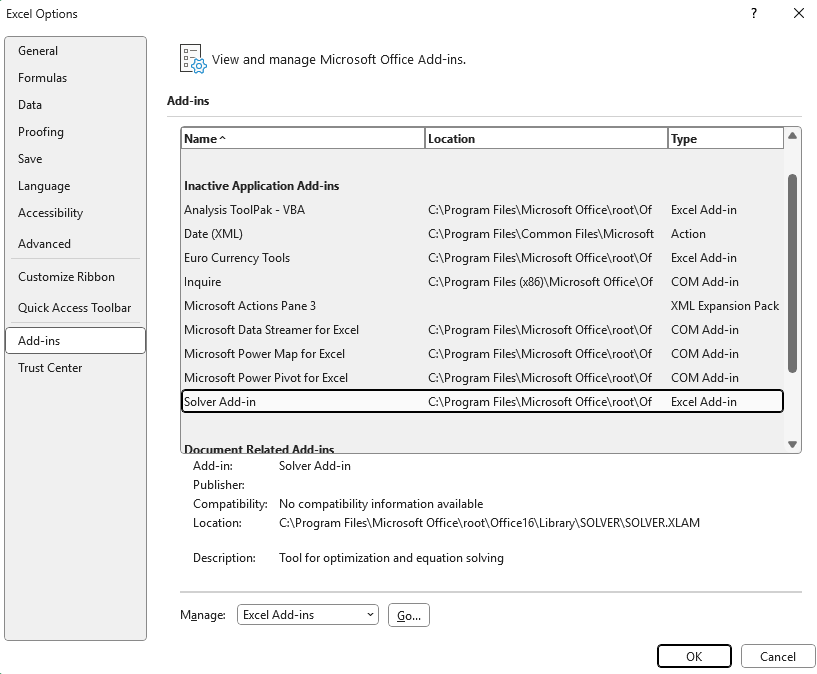 Excel Options
?
General
Formulas
Data
Proofing
Save
Language
Accessibility
Advanced
Customize Ribbon
Quick Access Toolbar
Add-ins
Trust Center
View and manage Microsoft Office Add-ins.
Add-ins
Name Location Type
Inactive Application Add-ins
Analysis ToolPak - VBA C:\Program Files\Microsoft Office\root\Of Excel Add-in
Date (XML) C:\Program Files\Common Files\Microsoft Action
Euro Currency Tools C:\Program Files\Microsoft Office\root\Of Excel Add-in
Inquire C:\Program Files (x86)\Microsoft Office\Of COM Add-in
Microsoft Actions Pane 3 XML Expansion Pack
Microsoft Data Streamer for Excel C:\Program Files\Microsoft Office\root\Of COM Add-in
Microsoft Power Map for Excel C:\Program Files\Microsoft Office\root\Of COM Add-in
Microsoft Power Pivot for Excel C:\Program Files\Microsoft Office\root\Of COM Add-in
Solver Add-in C:\Program Files\Microsoft Office\root\Of Excel Add-in
Document Related Add-ins
Add-in: Solver Add-in
Publisher:
Compatibility: No compatibility information available
Location: C:\Program Files\Microsoft Office\root\Office16\Library\SOLVER\SOLVER.XLAM
Description: Tool for optimization and equation solving
Manage: Excel Add-ins Go...
OK Cancel